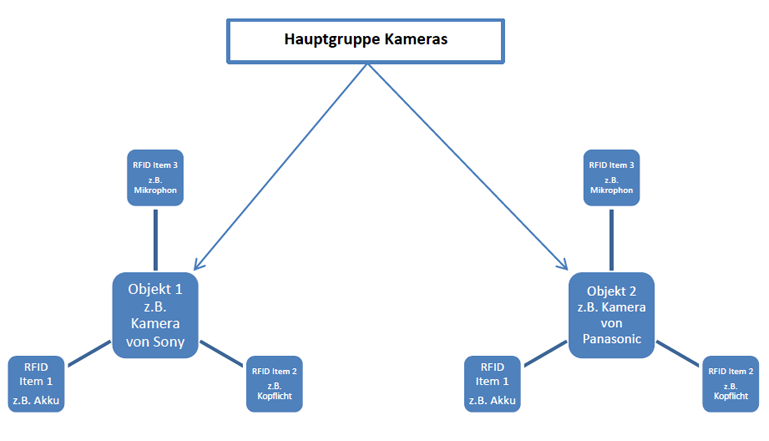 Hauptgruppe Kameras
RFID Item 3
z.B.
Mikrophon
RFID Item 3
z.B.
Mikrophon
Objekt 1
z.B.
Kamera
von Sony
Objekt 2
z.B. Kamera
von
Panasonic
RFID
Item 1
z.B. Akku
RFID Item 2
z.B.
Kopflicht
RFID
Item 1
z.B. Akku
RFID Item 2
z.B.
Kopflicht